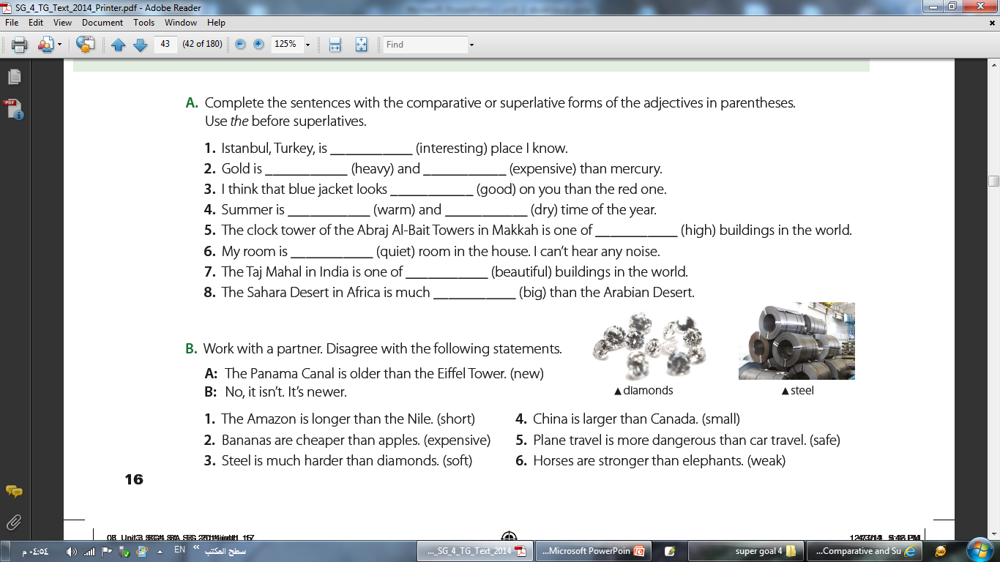 SG_4_TG_Text_2014_Printer.pdf - Adobe Reader
File Edit View Document Tools Window Help
43 (42 of 180) 125% Find
A. Complete the sentences with the comparative or superlative forms of the adjectives in parentheses.
Use the before superlatives.
1. Istanbul, Turkey, is ___________ (interesting) place I know.
2. Gold is ___________ (heavy) and ___________ (expensive) than mercury.
3. I think that blue jacket looks ___________ (good) on you than the red one.
4. Summer is ___________ (warm) and ___________ (dry) time of the year.
5. The clock tower of the Abraj Al-Bait Towers in Makkah is one of ___________ (high) buildings in the world.
6. My room is ___________ (quiet) room in the house. I can't hear any noise.
7. The Taj Mahal in India is one of ___________ (beautiful) buildings in the world.
8. The Sahara Desert in Africa is much ___________ (big) than the Arabian Desert.
B. Work with a partner. Disagree with the following statements.
A: The Panama Canal is older than the Eiffel Tower. (new)
B: No, it isn't. It's newer.
▲diamonds
▲steel
1. The Amazon is longer than the Nile. (short)
2. Bananas are cheaper than apples. (expensive)
3. Steel is much harder than diamonds. (soft)
4. China is larger than Canada. (small)
5. Plane travel is more dangerous than car travel. (safe)
6. Horses are stronger than elephants. (weak)
16
٠٤:٥٤ م EN سطح المكتب ..._SG_4_TG_Text_2014 ...Microsoft PowerPoin super goal 4 ...Comparative and Su